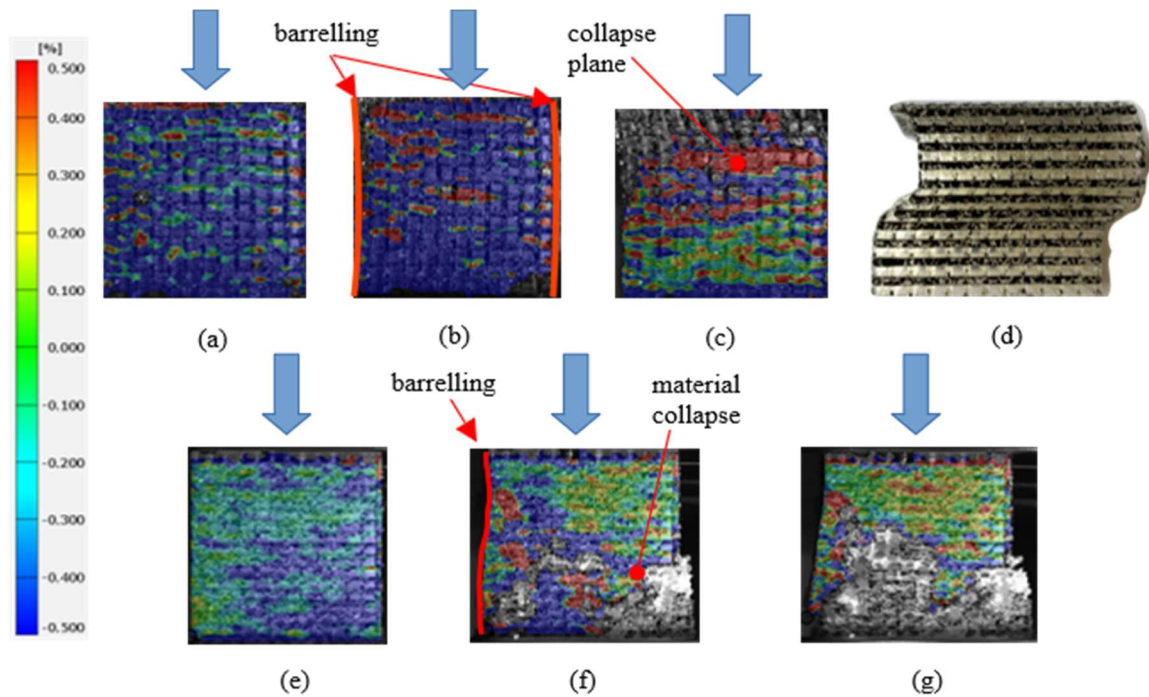 [%]
0.500
0.400
0.300
0.200
0.100
0.000
-0.100
-0.200
-0.300
-0.400
-0.500
barrelling
collapse
plane
(a)
(b)
(c)
(d)
barrelling
material
collapse
(e)
(f)
(g)